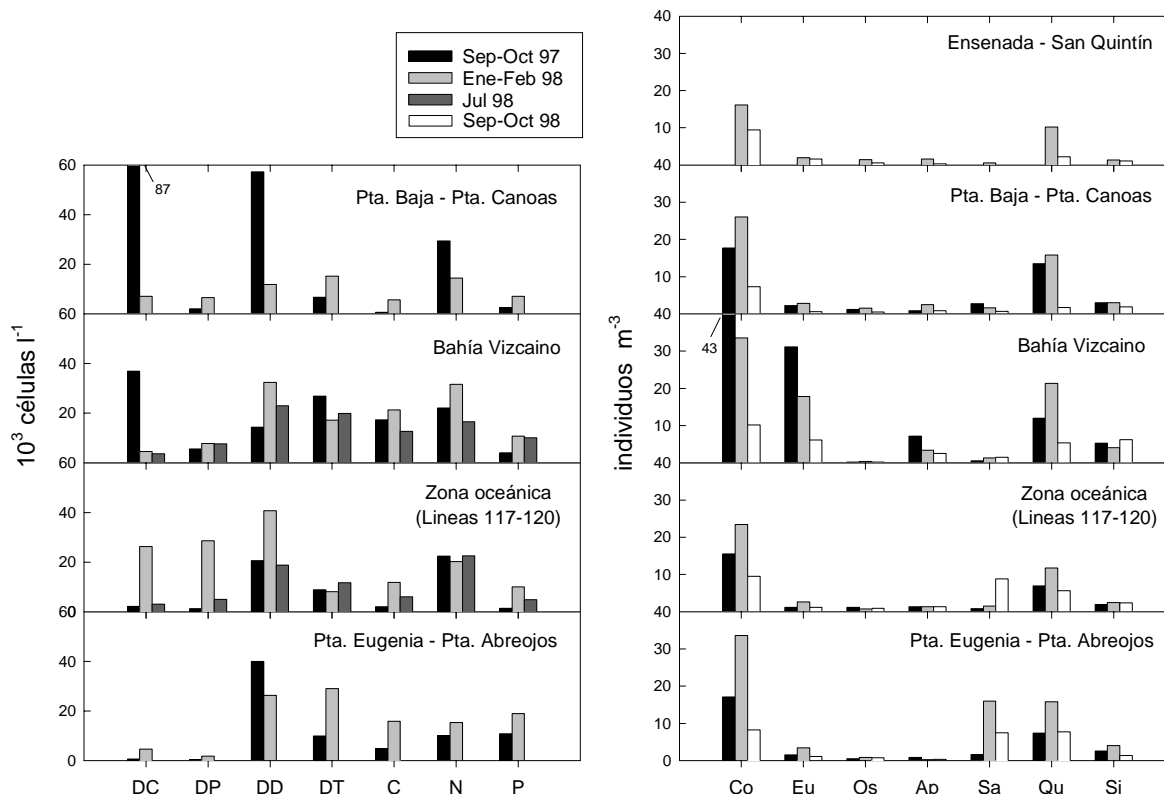 Sep-Oct 97
Ene-Feb 98
Jul 98
Sep-Oct 98
10³ células l⁻¹
60
87
Pta. Baja - Pta. Canoas
40
20
60
Bahía Vizcaino
40
20
60
Zona oceánica
(Lineas 117-120)
40
20
60
0
Pta. Eugenia - Pta. Abreojos
40
20
0
DC DP DD DT C N P
individuos m⁻³
40
Ensenada - San Quintín
30
20
10
40
Pta. Baja - Pta. Canoas
30
20
10
40
43
Bahía Vizcaino
30
20
10
40
Zona oceánica
(Lineas 117-120)
30
20
10
40
Pta. Eugenia - Pta. Abreojos
30
20
10
0
Co Eu Os Ap Sa Qu Si